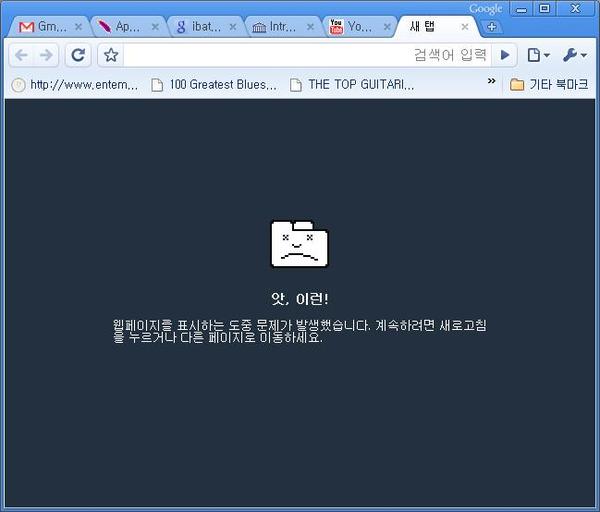 Google
Gm...
Ap...
ibat...
Intr...
You Tube
Yo...
새 탭
검색어 입력
http://www.entem...
100 Greatest Blues...
THE TOP GUITARI...
»
기타 북마크
앗, 이런!
웹페이지를 표시하는 도중 문제가 발생했습니다. 계속하려면 새로고침
을 누르거나 다른 페이지로 이동하세요.